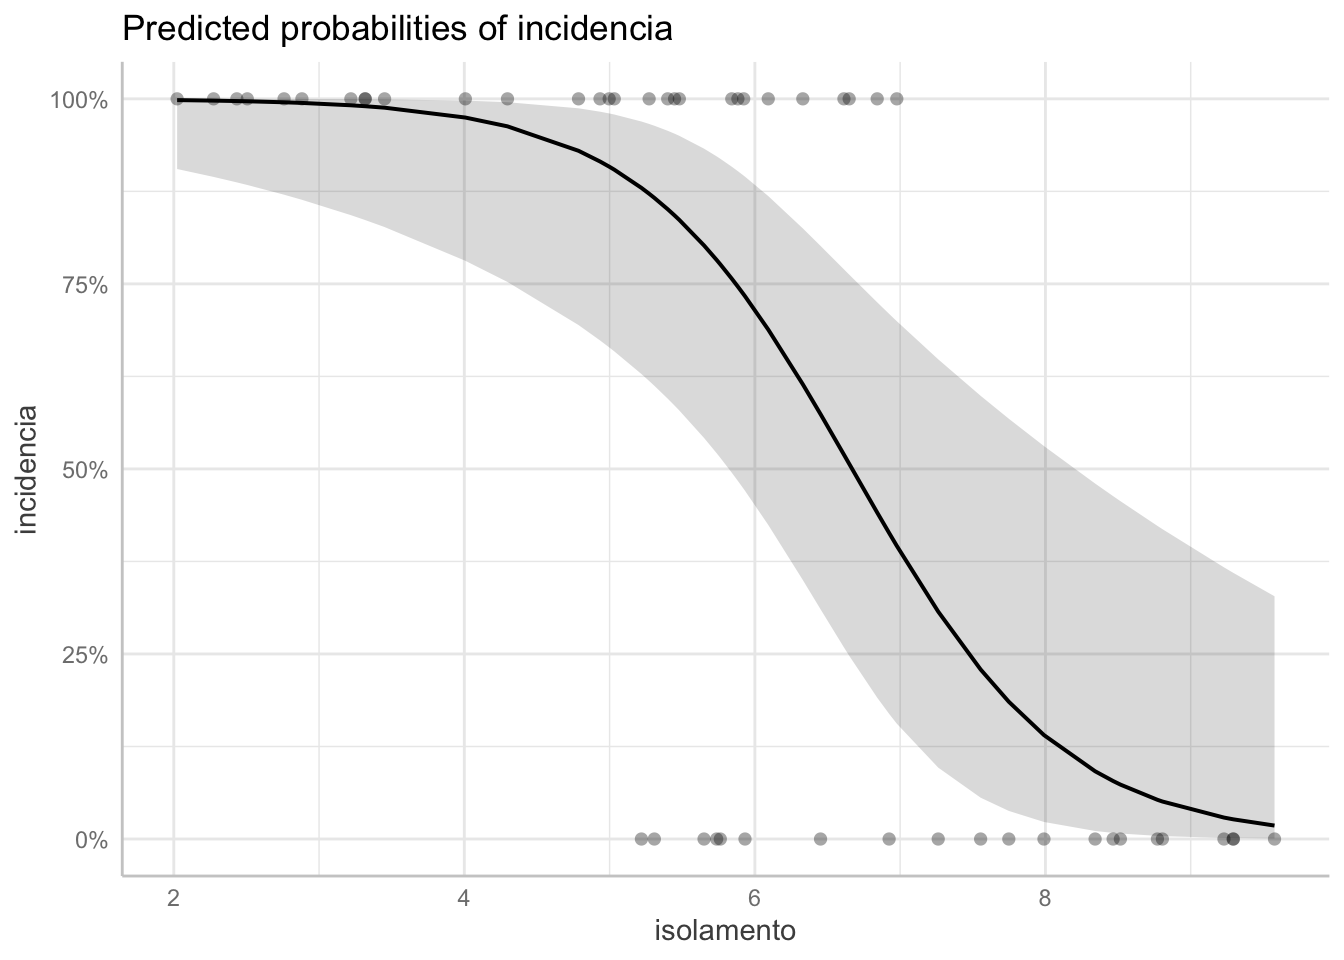 Predicted probabilities of incidencia
100%
75%
50%
25%
0%
incidencia
2 4 6 8
isolamento